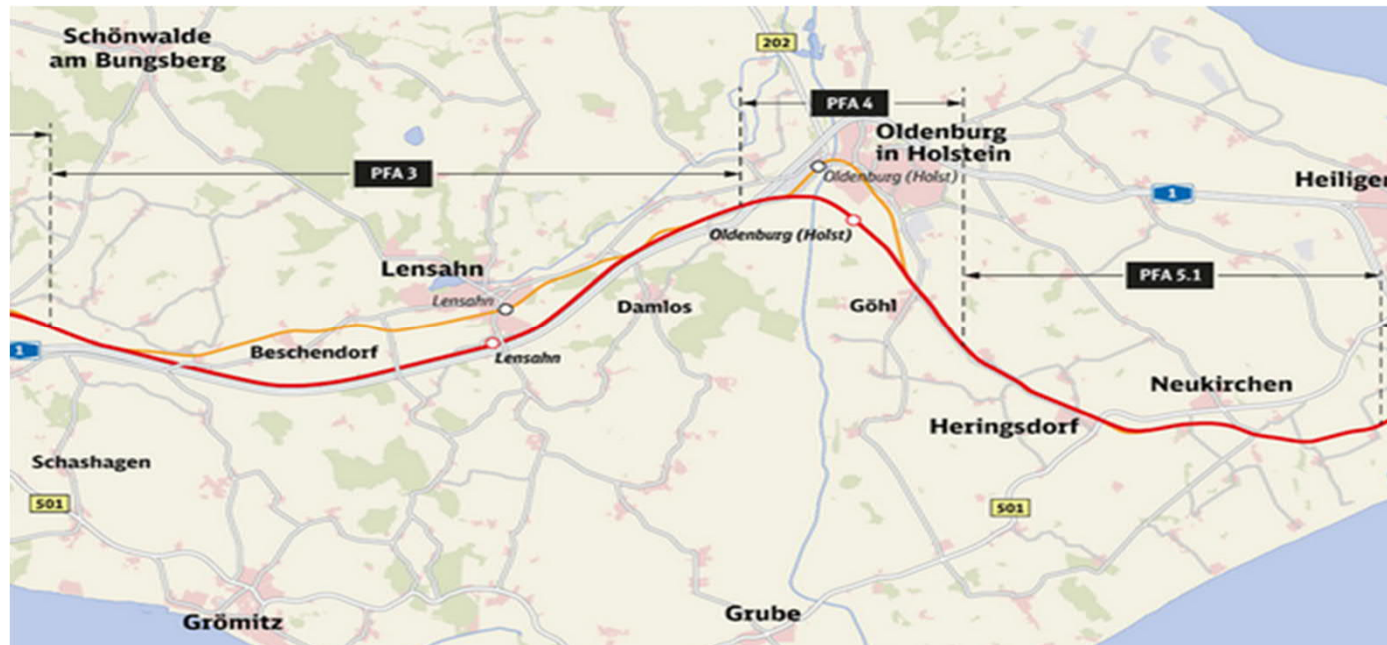 Schönwalde
am Bungsberg
202
PFA 4
Oldenburg
in Holstein
Oldenburg (Holst)
PFA 3
1
Heiliger
Oldenburg (Holst)
Lensahn
Lensahn
PFA 5.1
Damlos
Göhl
1
Beschendorf
Lensahn
Neukirchen
Heringsdorf
Schashagen
501
501
Grömitz
Grube